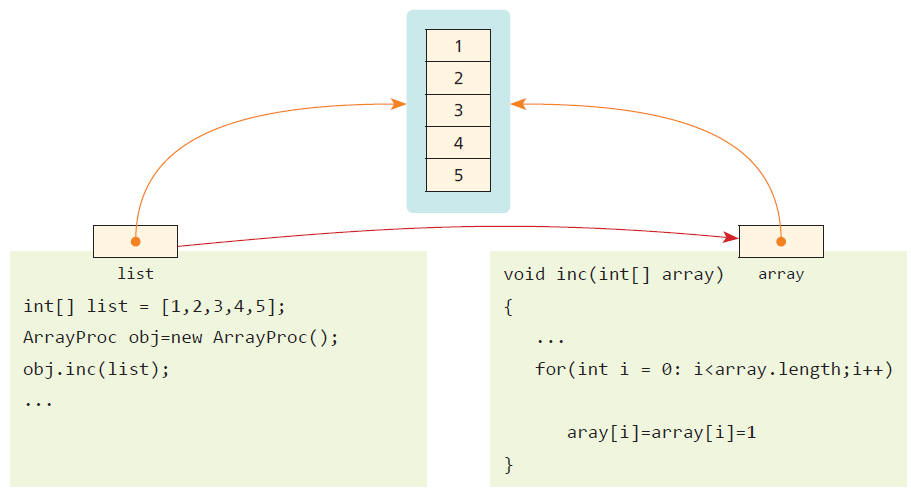 1
2
3
4
5
list
int[] list = [1,2,3,4,5];
ArrayProc obj=new ArrayProc();
obj.inc(list);
...
void inc(int[] array)
array
{
...
for(int i = 0: i<array.length;i++)
aray[i]=array[i]=1
}